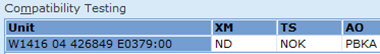 Compatibility Testing
Unit XM TS AO
W1416 04 426849 E0379:00 ND NOK PBKA